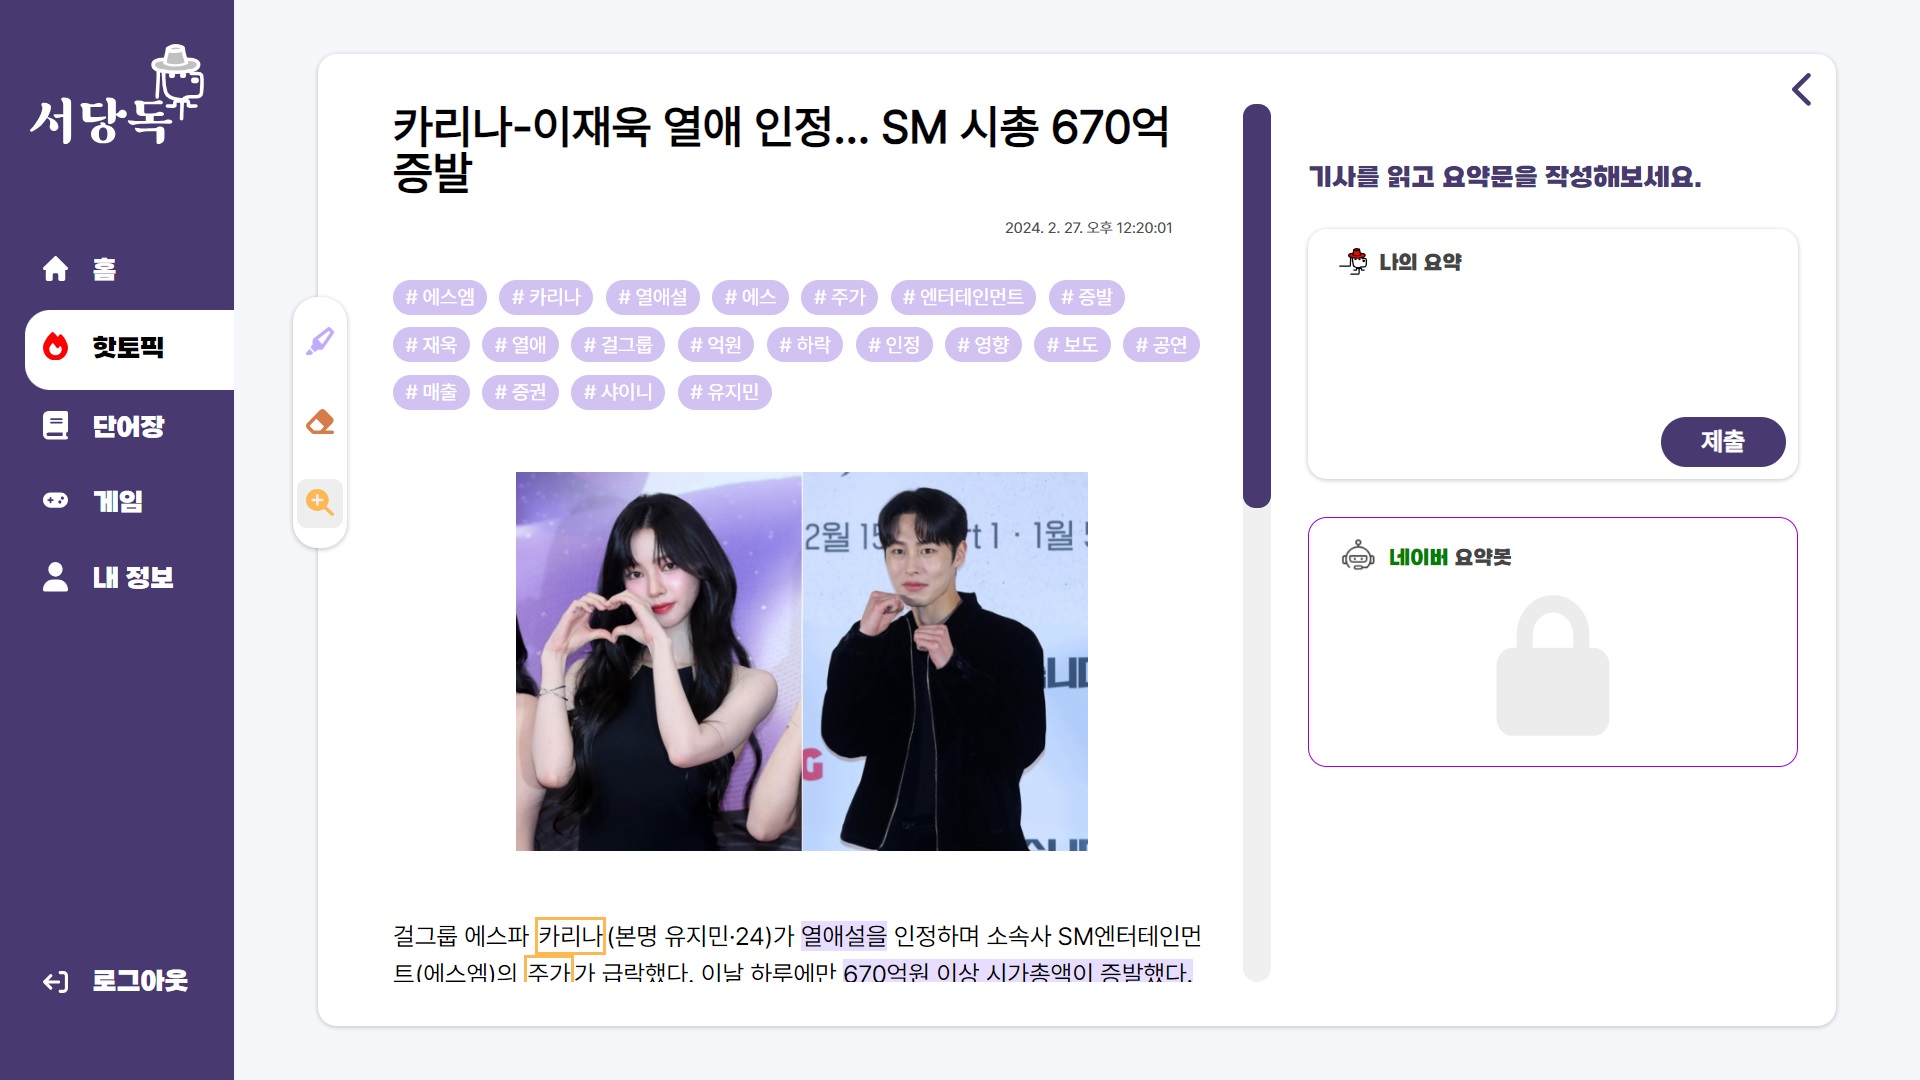 서당독
홈
핫토픽
단어장
게임
내 정보
로그아웃
카리나-이재욱 열애 인정... SM 시총 670억
증발
2024. 2. 27. 오후 12:20:01
# 에스엠 # 카리나 # 열애설 # 에스 # 주가 # 엔터테인먼트 # 증발
# 재욱 # 열애 # 걸그룹 # 억원 # 하락 # 인정 # 영향 # 보도 # 공연
# 매출 # 증권 # 샤이니 # 유지민
2월 15
rt 1 · 1월 5
G
걸그룹 에스파 카리나(본명 유지민·24)가 열애설을 인정하며 소속사 SM엔터테인먼
트(에스엠)의 주가가 급락했다. 이날 하루에만 670억원 이상 시가총액이 증발했다.
기사를 읽고 요약문을 작성해보세요.
나의 요약
제출
네이버 요약봇